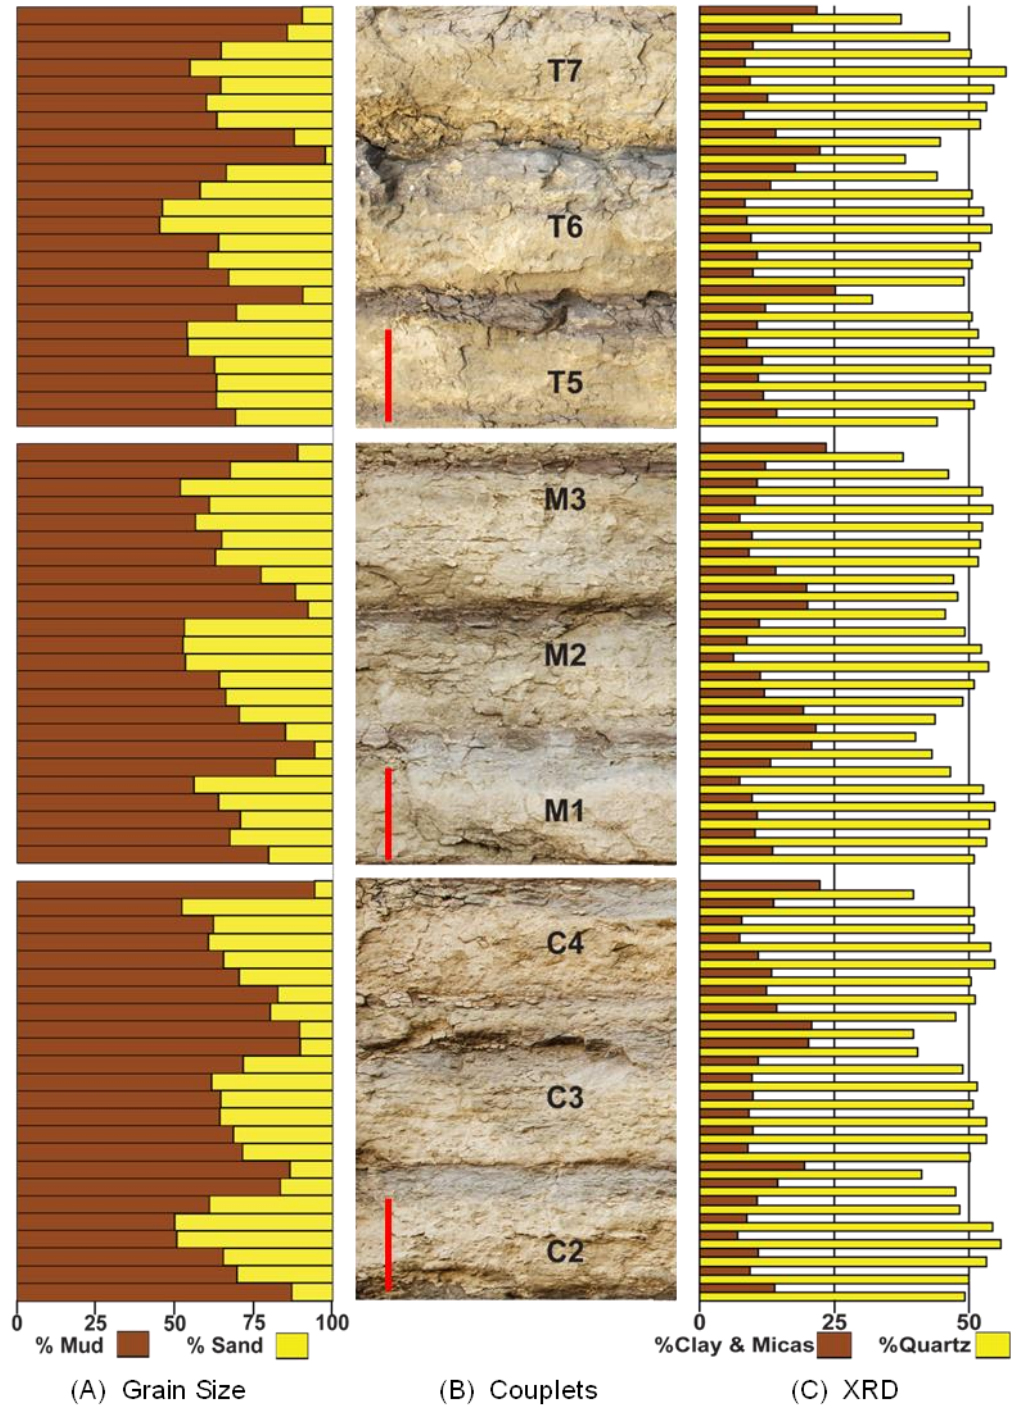 T7
T6
T5
M3
M2
M1
C4
C3
C2
0 25 50 75 100 0 25 50
% Mud % Sand %Clay & Micas %Quartz
(A) Grain Size (B) Couplets (C) XRD